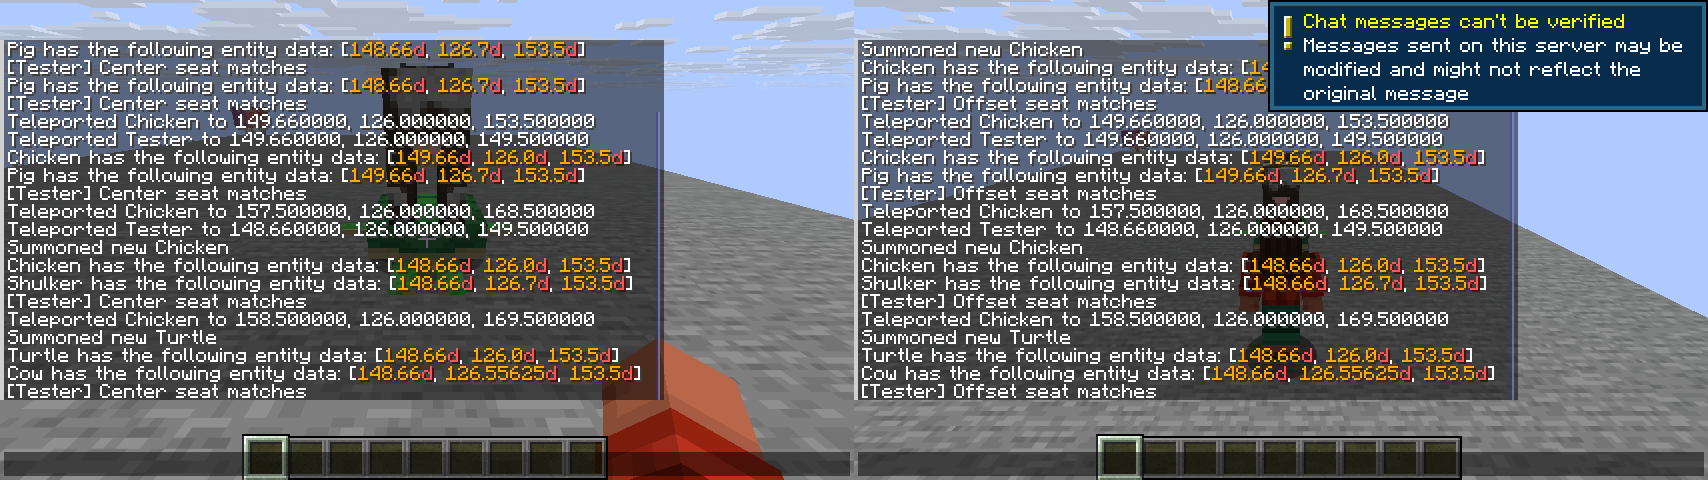 Pig has the following entity data: [148.66d, 126.7d, 153.5d]
[Tester] Center seat matches
Pig has the following entity data: [148.66d, 126.7d, 153.5d]
[Tester] Center seat matches
Teleported Chicken to 149.660000, 126.000000, 153.500000
Teleported Tester to 149.660000, 126.000000, 149.500000
Chicken has the following entity data: [149.66d, 126.0d, 153.5d]
Pig has the following entity data: [149.66d, 126.7d, 153.5d]
[Tester] Center seat matches
Teleported Chicken to 157.500000, 126.000000, 168.500000
Teleported Tester to 148.660000, 126.000000, 149.500000
Summoned new Chicken
Chicken has the following entity data: [148.66d, 126.0d, 153.5d]
Shulker has the following entity data: [148.66d, 126.7d, 153.5d]
[Tester] Center seat matches
Teleported Chicken to 158.500000, 126.000000, 169.500000
Summoned new Turtle
Turtle has the following entity data: [148.66d, 126.0d, 153.5d]
Cow has the following entity data: [148.66d, 126.55625d, 153.5d]
[Tester] Center seat matches
Summoned new Chicken
Chicken has the following entity data: [14
Pig has the following entity data: [148.66
[Tester] Offset seat matches
Teleported Chicken to 149.660000, 126.000000, 153.500000
Teleported Tester to 149.660000, 126.000000, 149.500000
Chicken has the following entity data: [149.66d, 126.0d, 153.5d]
Pig has the following entity data: [149.66d, 126.7d, 153.5d]
[Tester] Offset seat matches
Teleported Chicken to 157.500000, 126.000000, 168.500000
Teleported Tester to 148.660000, 126.000000, 149.500000
Summoned new Chicken
Chicken has the following entity data: [148.66d, 126.0d, 153.5d]
Shulker has the following entity data: [148.66d, 126.7d, 153.5d]
[Tester] Offset seat matches
Teleported Chicken to 158.500000, 126.000000, 169.500000
Summoned new Turtle
Turtle has the following entity data: [148.66d, 126.0d, 153.5d]
Cow has the following entity data: [148.66d, 126.55625d, 153.5d]
[Tester] Offset seat matches
Chat messages can't be verified
Messages sent on this server may be
modified and might not reflect the
original message